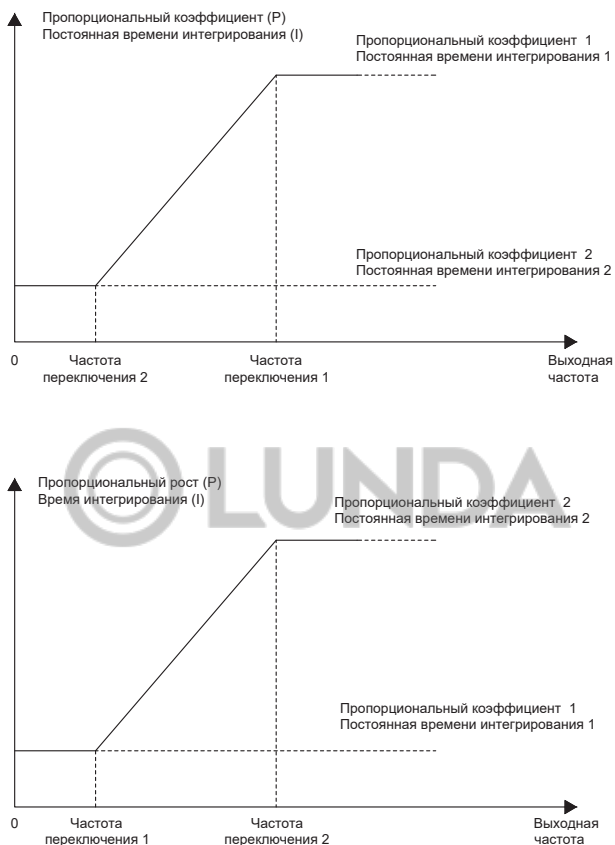 Пропорциональный коэффициент (P)
Постоянная времени интегрирования (I)
Пропорциональный коэффициент 1
Постоянная времени интегрирования 1
Пропорциональный коэффициент 2
Постоянная времени интегрирования 2
0
Частота
переключения 2
Частота
переключения 1
Выходная
частота
LUNDA
Пропорциональный рост (P)
Время интегрирования (I)
Пропорциональный коэффициент 2
Постоянная времени интегрирования 2
Пропорциональный коэффициент 1
Постоянная времени интегрирования 1
0
Частота
переключения 1
Частота
переключения 2
Выходная
частота